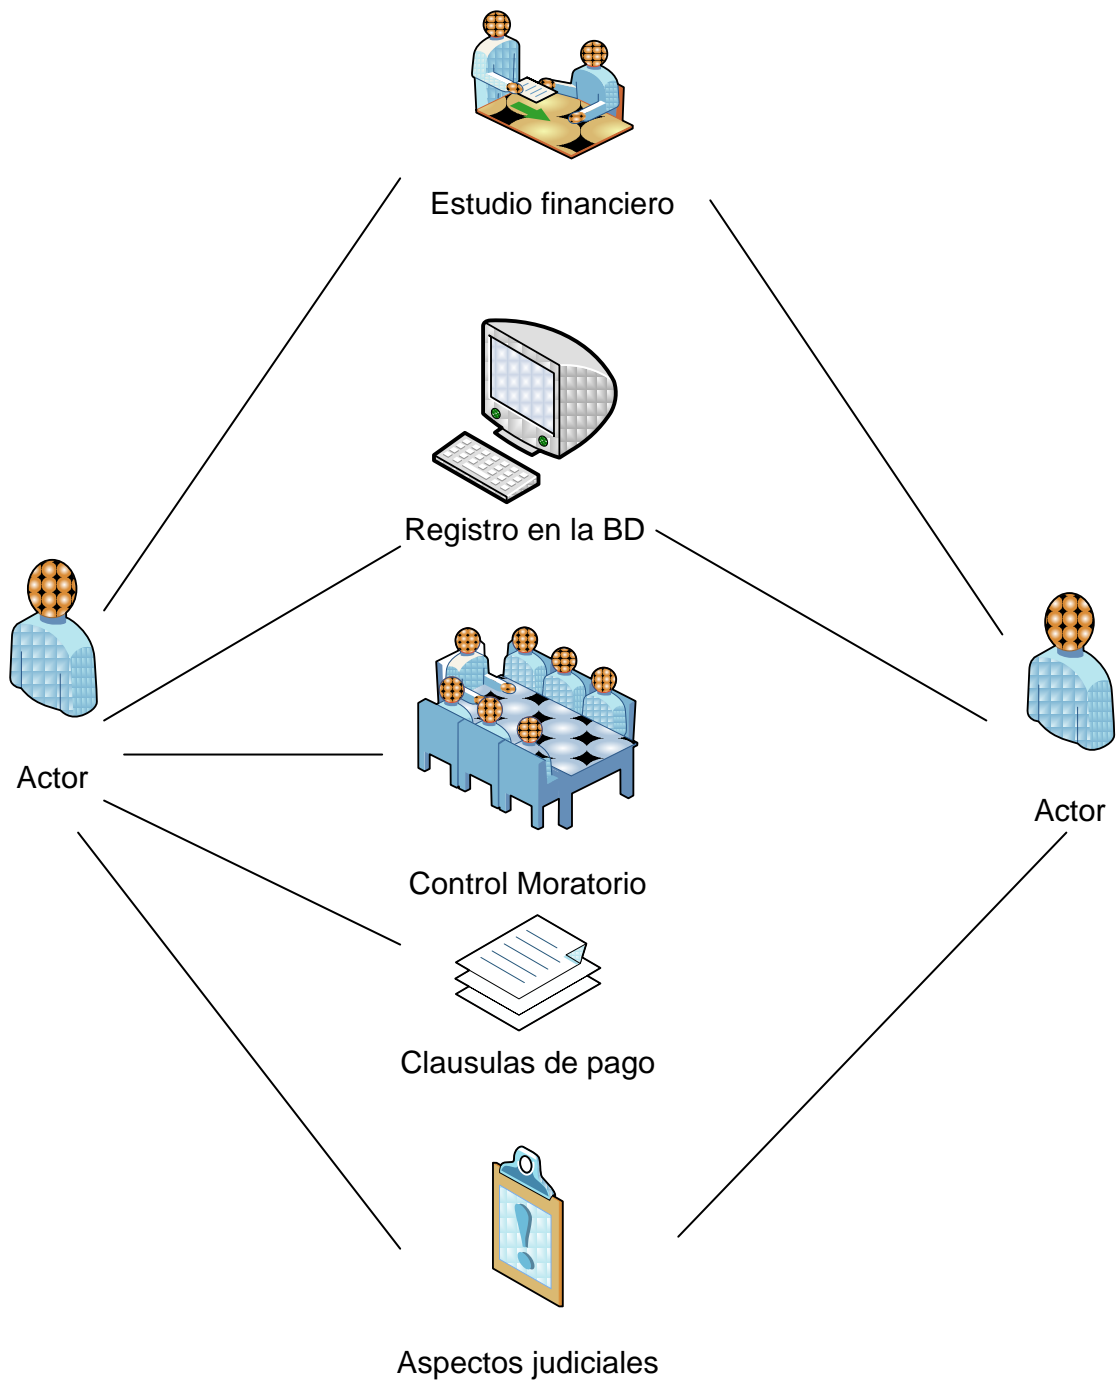 Estudio financiero
Registro en la BD
Actor
Actor
Control Moratorio
Clausulas de pago
Aspectos judiciales